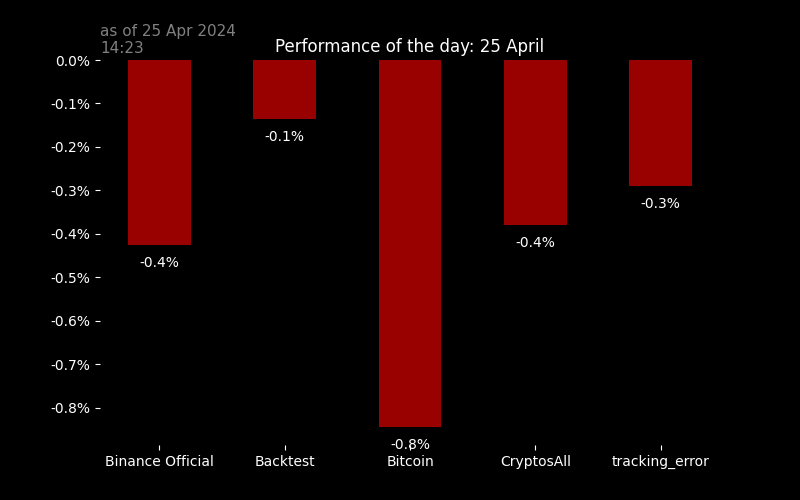 as of 25 Apr 2024
14:23
Performance of the day: 25 April
0.0%
-0.1%
-0.2%
-0.3%
-0.4%
-0.5%
-0.6%
-0.7%
-0.8%
-0.4%
-0.1%
-0.8%
-0.4%
-0.3%
Binance Official
Backtest
Bitcoin
CryptosAll
tracking_error